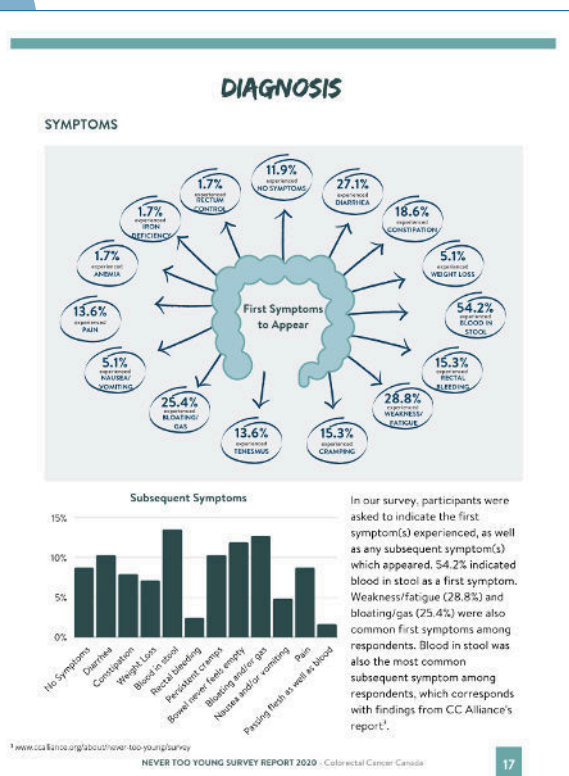 DIAGNOSIS
SYMPTOMS
11.9%
experienced
NO SYMPTOMS
1.7%
experienced
RECTUM
CONTROL
27.1%
experienced
DIARRHEA
1.7%
experienced
IRON
DEFICIENCY
18.6%
experienced
CONSTIPATION
1.7%
experienced
ANEMIA
5.1%
experienced
WEIGHT LOSS
13.6%
experienced
PAIN
First Symptoms
to Appear
54.2%
experienced
BLOOD IN
STOOL
5.1%
experienced
NAUSEA/
VOMITING
15.3%
experienced
RECTAL
BLEEDING
25.4%
experienced
BLOATING/
GAS
28.8%
experienced
WEAKNESS/
FATIGUE
13.6%
experienced
TENESMUS
15.3%
experienced
CRAMPING
Subsequent Symptoms
15%
10%
5%
0%
No Symptoms
Diarrhea
Constipation
Weight Loss
Blood in stool
Rectal bleeding
Persistent cramps
Bowel never feels empty
Bloating and/or gas
Nausea and/or vomiting
Pain
Passing flesh as well as blood
In our survey, participants were
asked to indicate the first
symptom(s) experienced, as well
as any subsequent symptom(s)
which appeared. 54.2% indicated
blood in stool as a first symptom.
Weakness/fatigue (28.8%) and
bloating/gas (25.4%) were also
common first symptoms among
respondents. Blood in stool was
also the most common
subsequent symptom among
respondents, which corresponds
with findings from CC Alliance's
report³.
³ www.ccalliance.org/about/never-too-young/survey
NEVER TOO YOUNG SURVEY REPORT 2020 - Colorectal Cancer Canada
17